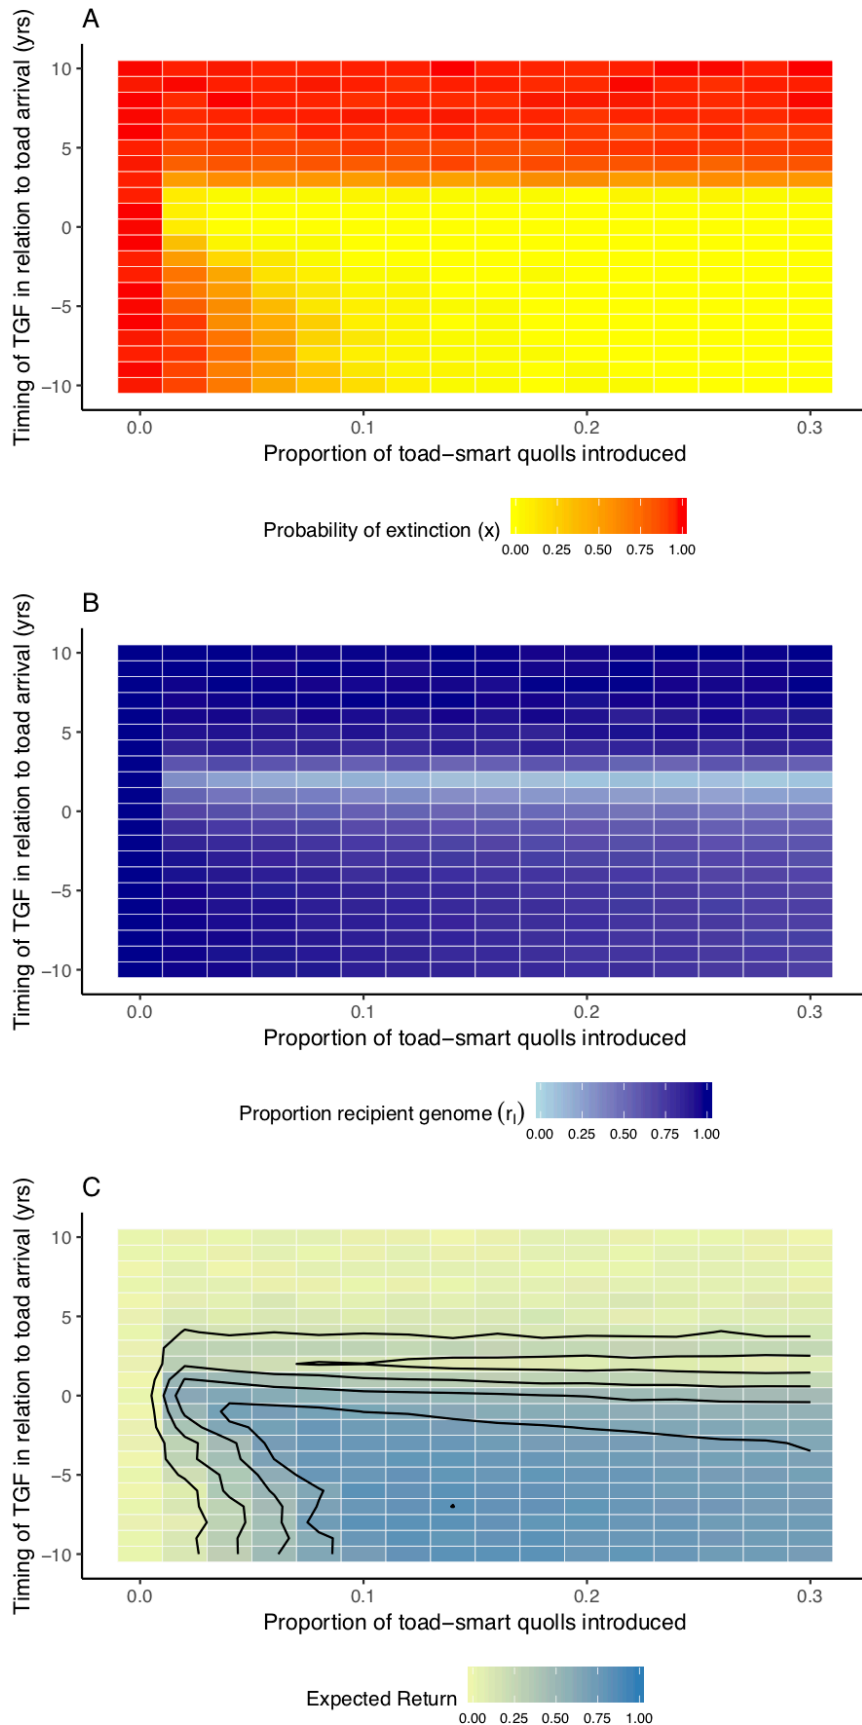 A
Timing of TGF in relation to toad arrival (yrs)
10
5
0
−5
−10
0.0 0.1 0.2 0.3
Proportion of toad−smart quolls introduced
Probability of extinction (x)
0.00 0.25 0.50 0.75 1.00
B
Timing of TGF in relation to toad arrival (yrs)
10
5
0
−5
−10
0.0 0.1 0.2 0.3
Proportion of toad−smart quolls introduced
Proportion recipient genome (rI)
0.00 0.25 0.50 0.75 1.00
C
Timing of TGF in relation to toad arrival (yrs)
10
5
0
−5
−10
0.0 0.1 0.2 0.3
Proportion of toad−smart quolls introduced
Expected Return
0.00 0.25 0.50 0.75 1.00